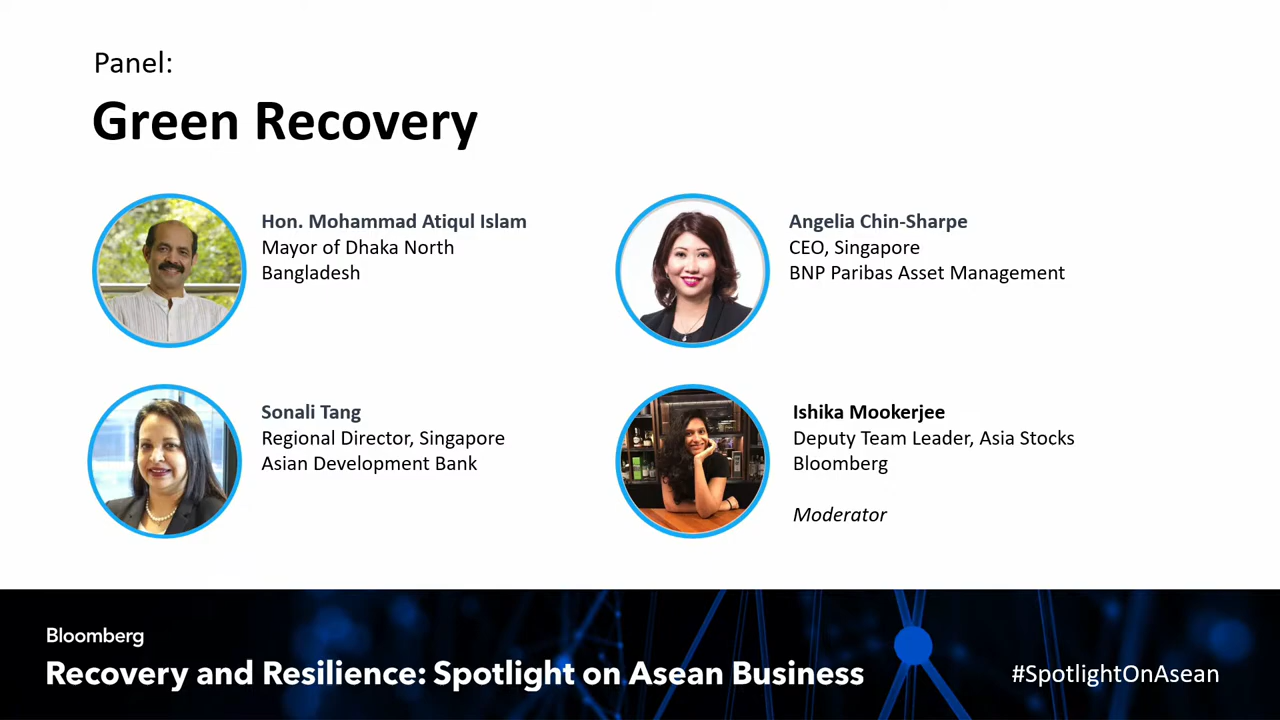 Panel:
Green Recovery
Hon. Mohammad Atiqul Islam
Mayor of Dhaka North
Bangladesh
Angelia Chin-Sharpe
CEO, Singapore
BNP Paribas Asset Management
Sonali Tang
Regional Director, Singapore
Asian Development Bank
Ishika Mookerjee
Deputy Team Leader, Asia Stocks
Bloomberg
Moderator
Bloomberg
Recovery and Resilience: Spotlight on Asean Business
#SpotlightOnAsean